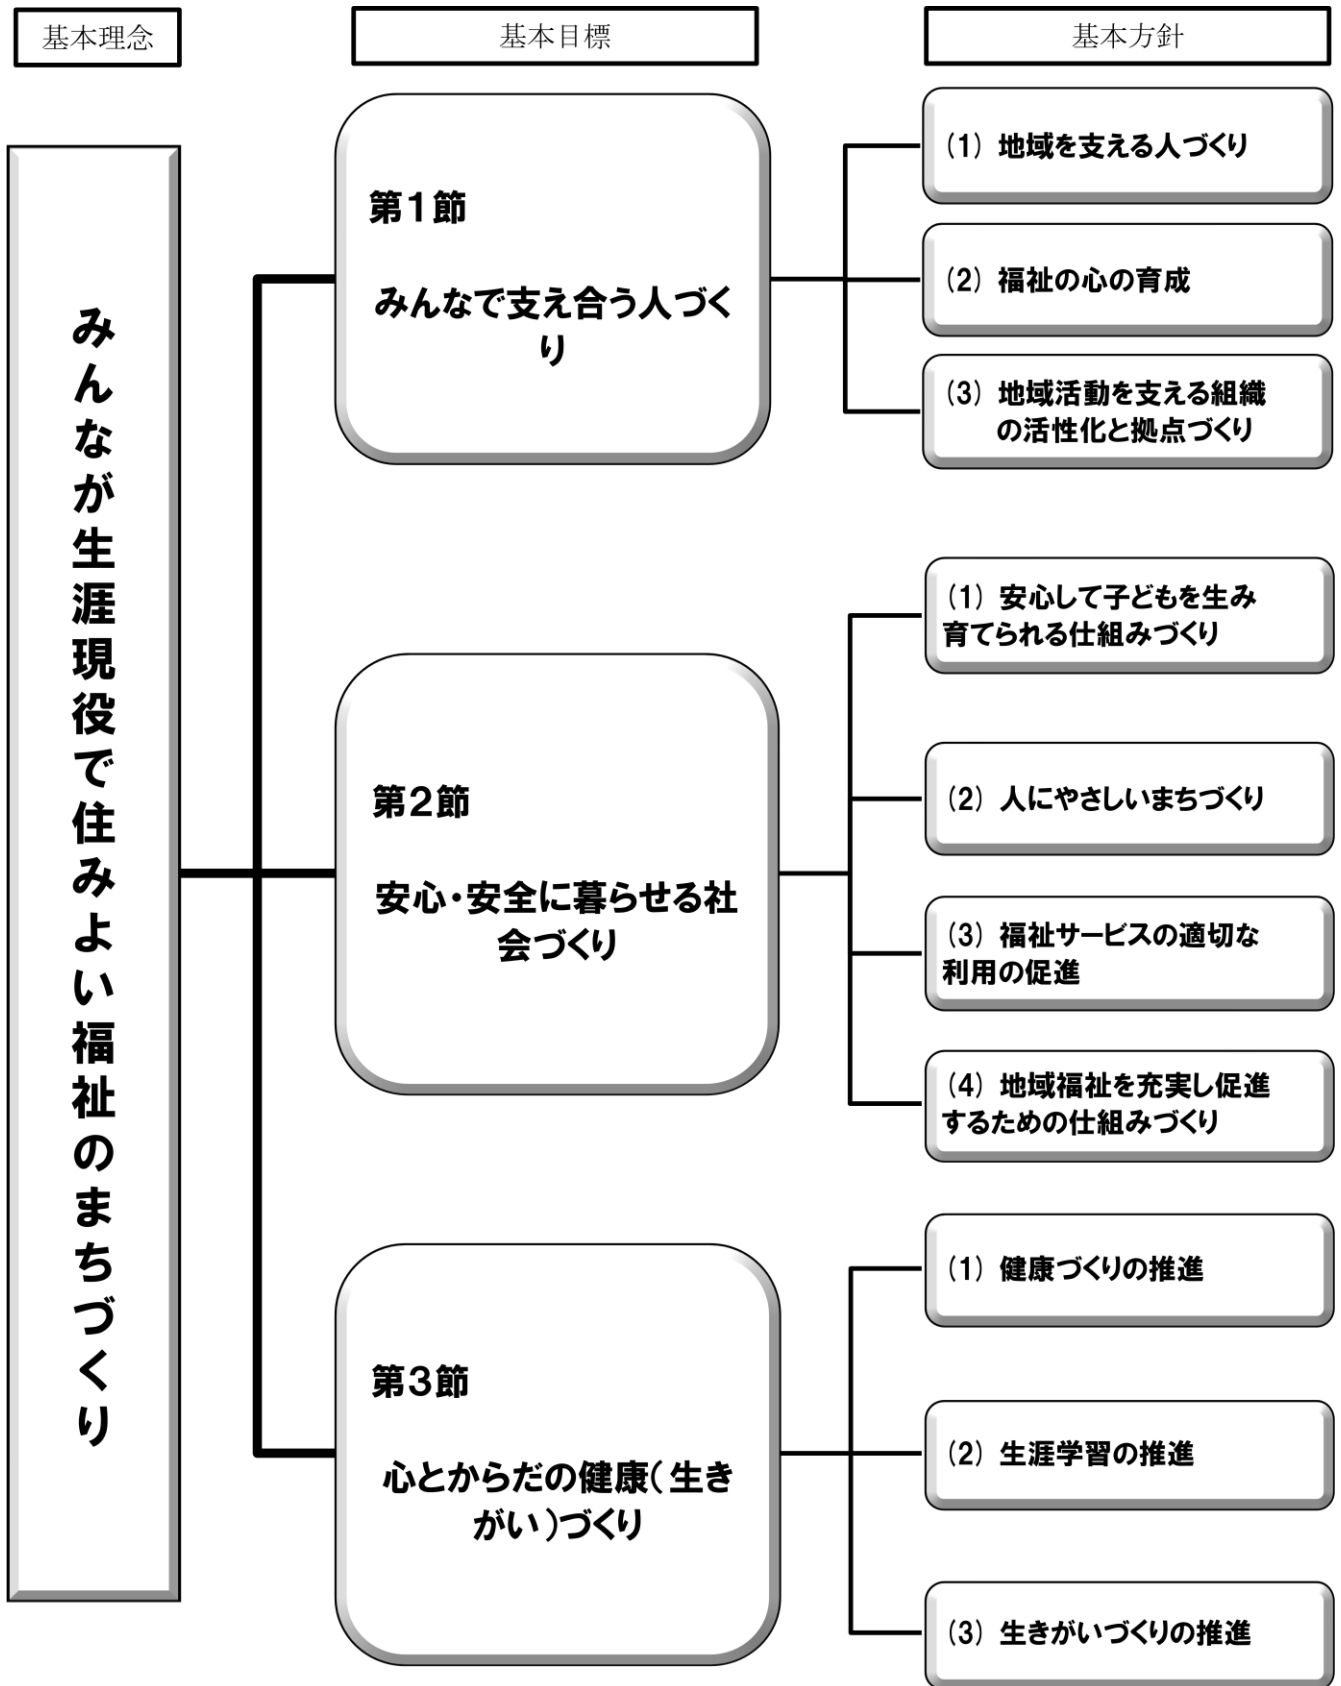 基本理念
基本目標
基本方針
みんなが生涯現役で住みよい福祉のまちづくり
第1節
みんなで支え合う人づく
り
(1) 地域を支える人づくり
(2) 福祉の心の育成
(3) 地域活動を支える組織
の活性化と拠点づくり
第2節
安心・安全に暮らせる社
会づくり
(1) 安心して子どもを生み
育てられる仕組みづくり
(2) 人にやさしいまちづくり
(3) 福祉サービスの適切な
利用の促進
(4) 地域福祉を充実し促進
するための仕組みづくり
第3節
心とからだの健康(生き
がい)づくり
(1) 健康づくりの推進
(2) 生涯学習の推進
(3) 生きがいづくりの推進